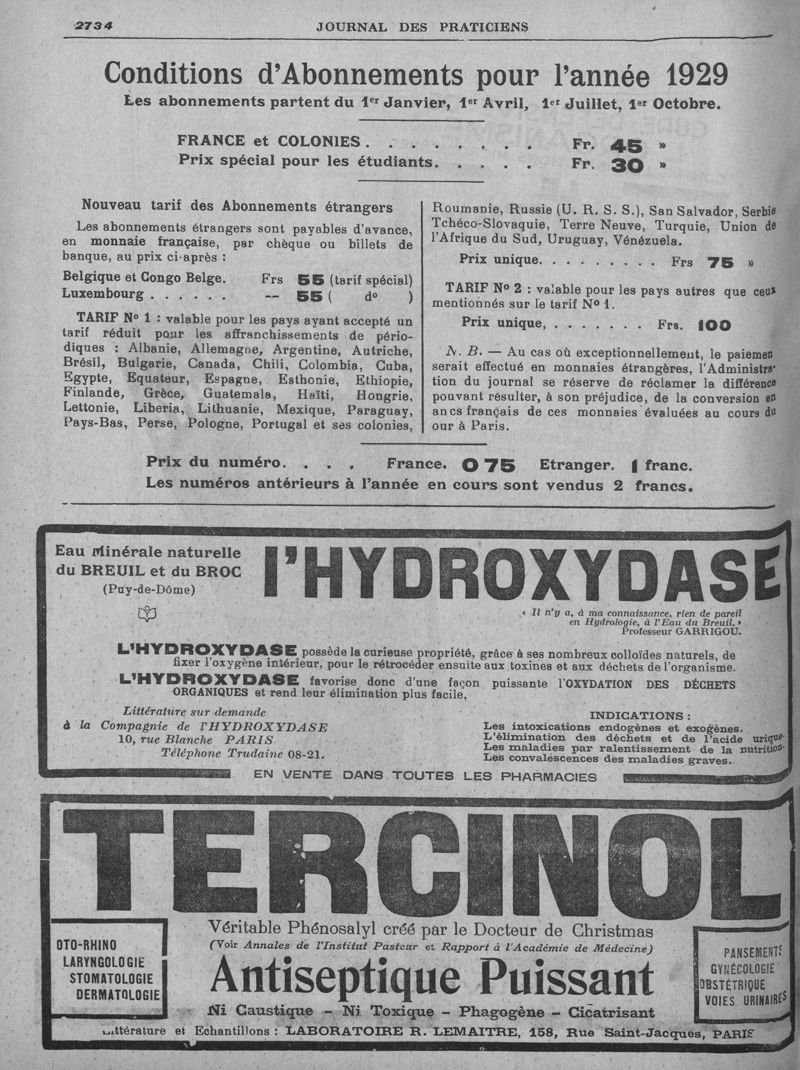 2734
JOURNAL DES PRATICIENS
Conditions d'Abonnements pour l'année 1929
Les abonnements partent du 1er Janvier, 1er Avril, 1er Juillet, 1er Octobre.
FRANCE et COLONIES . . . . . . . . Fr. 45 »
Prix spécial pour les étudiants. . . . . Fr. 30 »
Nouveau tarif des Abonnements étrangers
Les abonnements étrangers sont payables d'avance,
en monnaie française, par chèque ou billets de
banque, au prix ci-après :
Belgique et Congo Belge. Frs 55 (tarif spécial)
Luxembourg . . . . . . — 55 ( do )
TARIF No 1 : valable pour les pays ayant accepté un
tarif réduit pour les affranchissements de pério-
diques : Albanie, Allemagne, Argentine, Autriche,
Brésil, Bulgarie, Canada, Chili, Colombia, Cuba,
Egypte, Equateur, Espagne, Esthonie, Ethiopie,
Finlande, Grèce, Guatemala, Haïti, Hongrie,
Lettonie, Liberia, Lithuanie, Mexique, Paraguay,
Pays-Bas, Perse, Pologne, Portugal et ses colonies,
Roumanie, Russie (U. R. S. S.), San Salvador, Serbie
Tchéco-Slovaquie, Terre Neuve, Turquie, Union de
l'Afrique du Sud, Uruguay, Vénézuela.
Prix unique. . . . . . . . . Frs 75 »
TARIF No 2 : valable pour les pays autres que ceux
mentionnés sur le tarif No 1.
Prix unique, . . . . . . . Frs. 100
N. B. — Au cas où exceptionnellement, le paiemen
serait effectué en monnaies étrangères, l'Administra-
tion du journal se réserve de réclamer la différence
pouvant résulter, à son préjudice, de la conversion en
ancs français de ces monnaies évaluées au cours du
our à Paris.
Prix du numéro. . . . France. 0 75 Etranger. 1 franc.
Les numéros antérieurs à l'année en cours sont vendus 2 francs.
Eau Minérale naturelle
du BREUIL et du BROC
(Puy-de-Dôme)
l'HYDROXYDASE
« Il n'y a, à ma connaissance, rien de pareil
en Hydrologie, à l'Eau du Breuil. »
Professeur GARRIGOU.
L'HYDROXYDASE possède la curieuse propriété, grâce à ses nombreux colloïdes naturels, de
fixer l'oxygène intérieur, pour le rétrocéder ensuite aux toxines et aux déchets de l'organisme.
L'HYDROXYDASE favorise donc d'une façon puissante l'OXYDATION DES DÉCHETS
ORGANIQUES et rend leur élimination plus facile,
Littérature sur demande
à la Compagnie de l'HYDROXYDASE
10, rue Blanche PARIS
Téléphone Trudaine 08-21.
INDICATIONS :
Les intoxications endogènes et exogènes.
L'élimination des déchets et de l'acide urique.
Les maladies par ralentissement de la nutrition.
Les convalescences des maladies graves.
EN VENTE DANS TOUTES LES PHARMACIES
TERCINOL
Véritable Phénosalyl créé par le Docteur de Christmas
(Voir Annales de l'Institut Pasteur et Rapport à l'Académie de Médecine)
OTO-RHINO
LARYNGOLOGIE
STOMATOLOGIE
DERMATOLOGIE
Antiseptique Puissant
Ni Caustique - Ni Toxique - Phagogène - Cicatrisant
PANSEMENTS
GYNÉCOLOGIE
OBSTÉTRIQUE
VOIES URINAIRES
Littérature et Echantillons : LABORATOIRE R. LEMAITRE, 158, Rue Saint-Jacques, PARIS